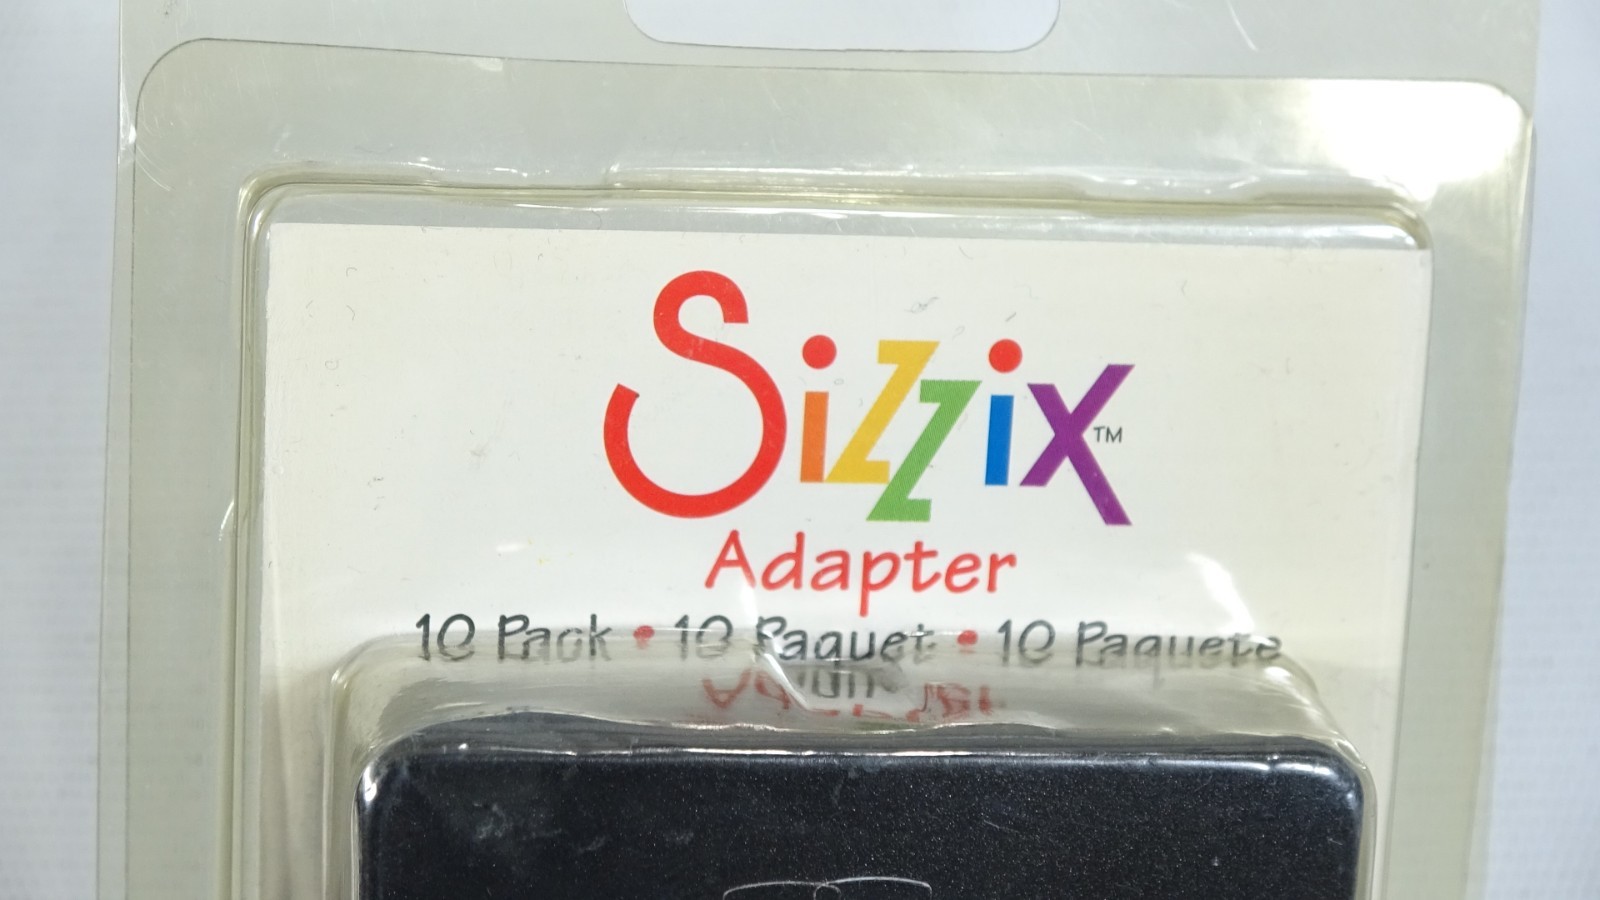 Sizzix™
Adapter
10 Pack • 10 Paquet • 10 Paquete